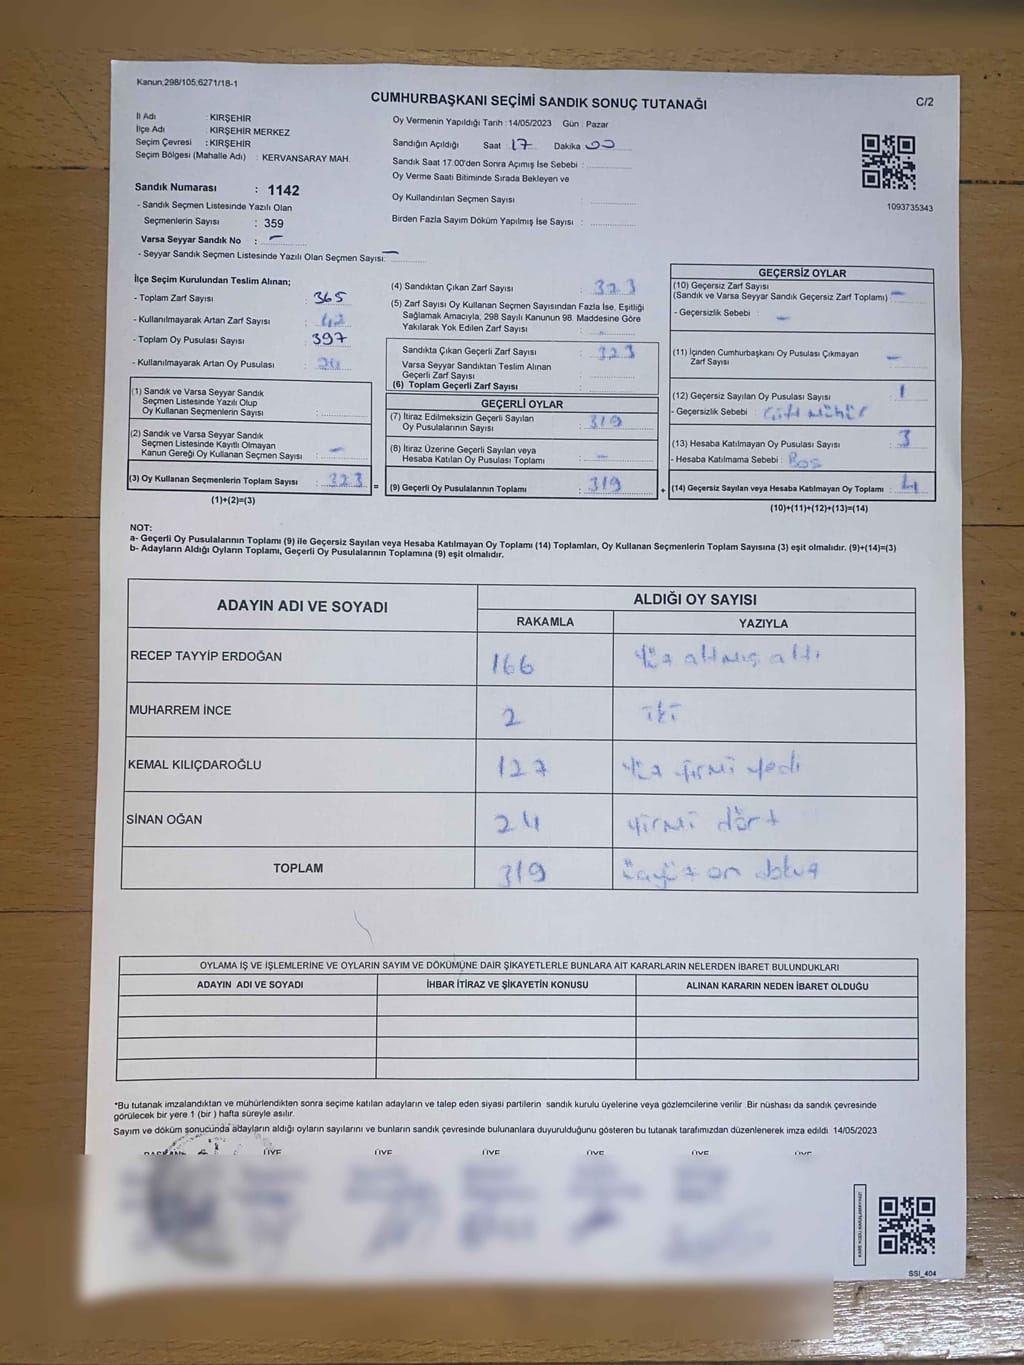 Kanun:298/105;6271/18-1
CUMHURBAŞKANI SEÇİMİ SANDIK SONUÇ TUTANAĞI
C/2
İl Adı : KIRŞEHİR
İlçe Adı : KIRŞEHİR MERKEZ
Seçim Çevresi : KIRŞEHİR
Seçim Bölgesi (Mahalle Adı) : KERVANSARAY MAH.
Oy Vermenin Yapıldığı Tarih : 14/05/2023 Gün : Pazar
Sandığın Açıldığı Saat 17 Dakika 00
Sandık Saat 17.00'den Sonra Açımış İse Sebebi :
Oy Verme Saati Bitiminde Sırada Bekleyen ve
Oy Kullandırılan Seçmen Sayısı :
Birden Fazla Sayım Döküm Yapılmış İse Sayısı :
1093735343
Sandık Numarası : 1142
- Sandık Seçmen Listesinde Yazılı Olan
Seçmenlerin Sayısı : 359
Varsa Seyyar Sandık No : -
- Seyyar Sandık Seçmen Listesinde Yazılı Olan Seçmen Sayısı: -
İlçe Seçim Kurulundan Teslim Alınan;
- Toplam Zarf Sayısı : 365
- Kullanılmayarak Artan Zarf Sayısı : 42
- Toplam Oy Pusulası Sayısı : 397
- Kullanılmayarak Artan Oy Pusulası :
(1) Sandık ve Varsa Seyyar Sandık
Seçmen Listesinde Yazılı Olup
Oy Kullanan Seçmenlerin Sayısı :
(2) Sandık ve Varsa Seyyar Sandık
Seçmen Listesinde Kayıtlı Olmayan
Kanun Gereği Oy Kullanan Seçmen Sayısı : -
(3) Oy Kullanan Seçmenlerin Toplam Sayısı : 323 =
(1)+(2)=(3)
(4) Sandıktan Çıkan Zarf Sayısı : 323
(5) Zarf Sayısı Oy Kullanan Seçmen Sayısından Fazla İse, Eşitliği
Sağlamak Amacıyla, 298 Sayılı Kanunun 98. Maddesine Göre
Yakılarak Yok Edilen Zarf Sayısı : -
Sandıkta Çıkan Geçerli Zarf Sayısı : 323
Varsa Seyyar Sandıktan Teslim Alınan
Geçerli Zarf Sayısı :
(6) Toplam Geçerli Zarf Sayısı :
GEÇERLİ OYLAR
(7) İtiraz Edilmeksizin Geçerli Sayılan
Oy Pusulalarının Sayısı : 319
(8) İtiraz Üzerine Geçerli Sayılan veya
Hesaba Katılan Oy Pusulası Toplamı : -
(9) Geçerli Oy Pusulalarının Toplamı : 319 +
GEÇERSİZ OYLAR
(10) Geçersiz Zarf Sayısı
(Sandık ve Varsa Seyyar Sandık Geçersiz Zarf Toplamı) : -
- Geçersizlik Sebebi : -
(11) İçinden Cumhurbaşkanı Oy Pusulası Çıkmayan
Zarf Sayısı : -
(12) Geçersiz Sayılan Oy Pusulası Sayısı : 1
- Geçersizlik Sebebi : Çift Mühür
(13) Hesaba Katılmayan Oy Pusulası Sayısı : 3
- Hesaba Katılmama Sebebi : Boş
(14) Geçersiz Sayılan veya Hesaba Katılmayan Oy Toplamı : 4
(10)+(11)+(12)+(13)=(14)
NOT:
a- Geçerli Oy Pusulalarının Toplamı (9) ile Geçersiz Sayılan veya Hesaba Katılmayan Oy Toplamı (14) Toplamları, Oy Kullanan Seçmenlerin Toplam Sayısına (3) eşit olmalıdır. (9)+(14)=(3)
b- Adayların Aldığı Oyların Toplamı, Geçerli Oy Pusulalarının Toplamına (9) eşit olmalıdır.
ADAYIN ADI VE SOYADI
ALDIĞI OY SAYISI
RAKAMLA YAZIYLA
RECEP TAYYİP ERDOĞAN 166 Yüz altmış altı
MUHARREM İNCE 2 iki
KEMAL KILIÇDAROĞLU 127 Yüz yirmi yedi
SİNAN OĞAN 24 yirmi dört
TOPLAM 319 üçyüz on dokuz
OYLAMA İŞ VE İŞLEMLERİNE VE OYLARIN SAYIM VE DÖKÜMÜNE DAİR ŞİKAYETLERLE BUNLARA AİT KARARLARIN NELERDEN İBARET BULUNDUKLARI
ADAYIN ADI VE SOYADI İHBAR İTİRAZ VE ŞİKAYETİN KONUSU ALINAN KARARIN NEDEN İBARET OLDUĞU
*Bu tutanak imzalandıktan ve mühürlendikten sonra seçime katılan adayların ve talep eden siyasi partilerin sandık kurulu üyelerine veya gözlemcilerine verilir. Bir nüshası da sandık çevresinde
görülecek bir yere 1 (bir ) hafta süreyle asılır.
Sayım ve döküm sonucunda adayların aldığı oyların sayılarını ve bunların sandık çevresinde bulunanlara duyurulduğunu gösteren bu tutanak tarafımızdan düzenlenerek imza edildi. 14/05/2023
BAŞKAN ÜYE ÜYE ÜYE ÜYE ÜYE ÜYE
SSI_404